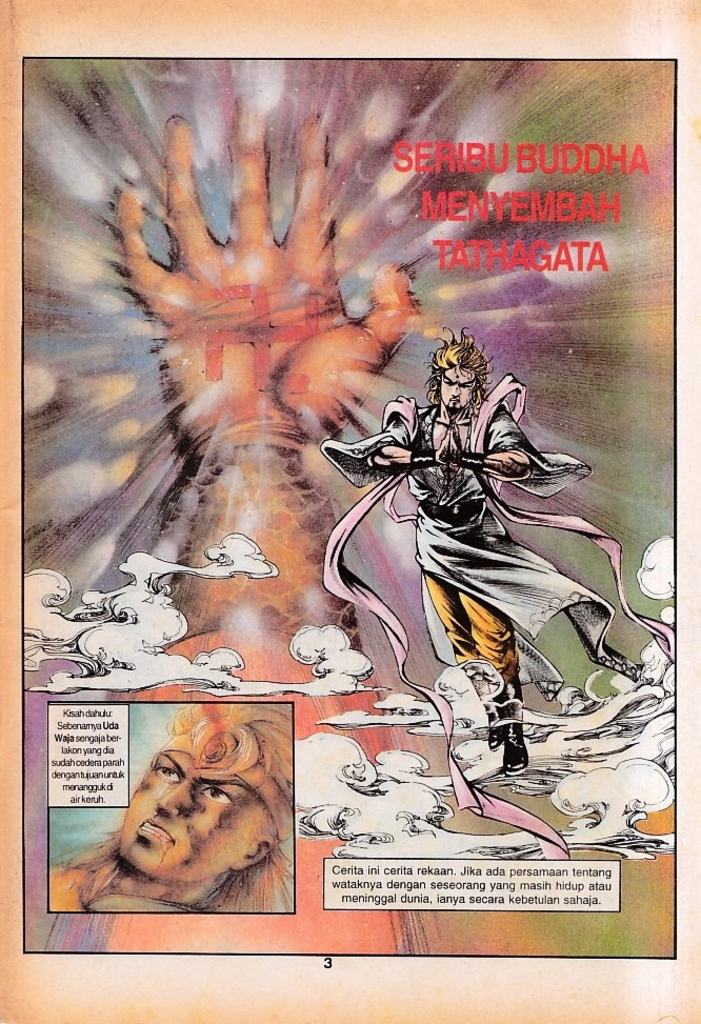 SERIBU BUDDHA
MENYEMBAH
TATHAGATA
Kisah dahulu:
Sebenarnya Uda
Waja sengaja ber-
lakon yang dia
sudah cedera parah
dengan tujuan untuk
menangguk di
air keruh.
Cerita ini cerita rekaan. Jika ada persamaan tentang
wataknya dengan seseorang yang masih hidup atau
meninggal dunia, ianya secara kebetulan sahaja.
3